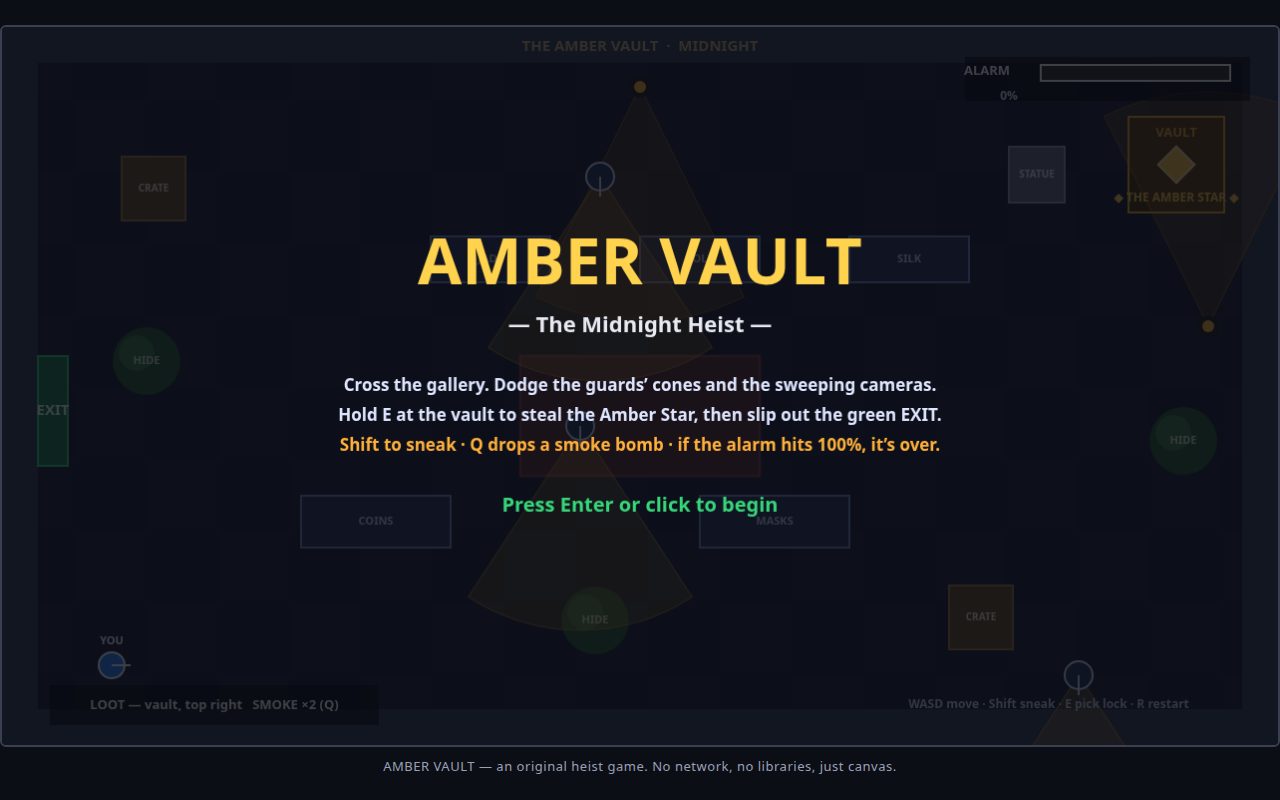 THE AMBER VAULT · MIDNIGHT
ALARM
0%
VAULT
CRATE
STATUE
◆ THE AMBER STAR ◆
AMBER VAULT
SILK
— The Midnight Heist —
HIDE
Cross the gallery. Dodge the guards’ cones and the sweeping cameras.
EXIT
Hold E at the vault to steal the Amber Star, then slip out the green EXIT.
HIDE
Shift to sneak · Q drops a smoke bomb · if the alarm hits 100%, it’s over.
Press Enter or click to begin
COINS
MASKS
HIDE
CRATE
YOU
LOOT — vault, top right SMOKE ×2 (Q)
WASD move · Shift sneak · E pick lock · R restart
AMBER VAULT — an original heist game. No network, no libraries, just canvas.